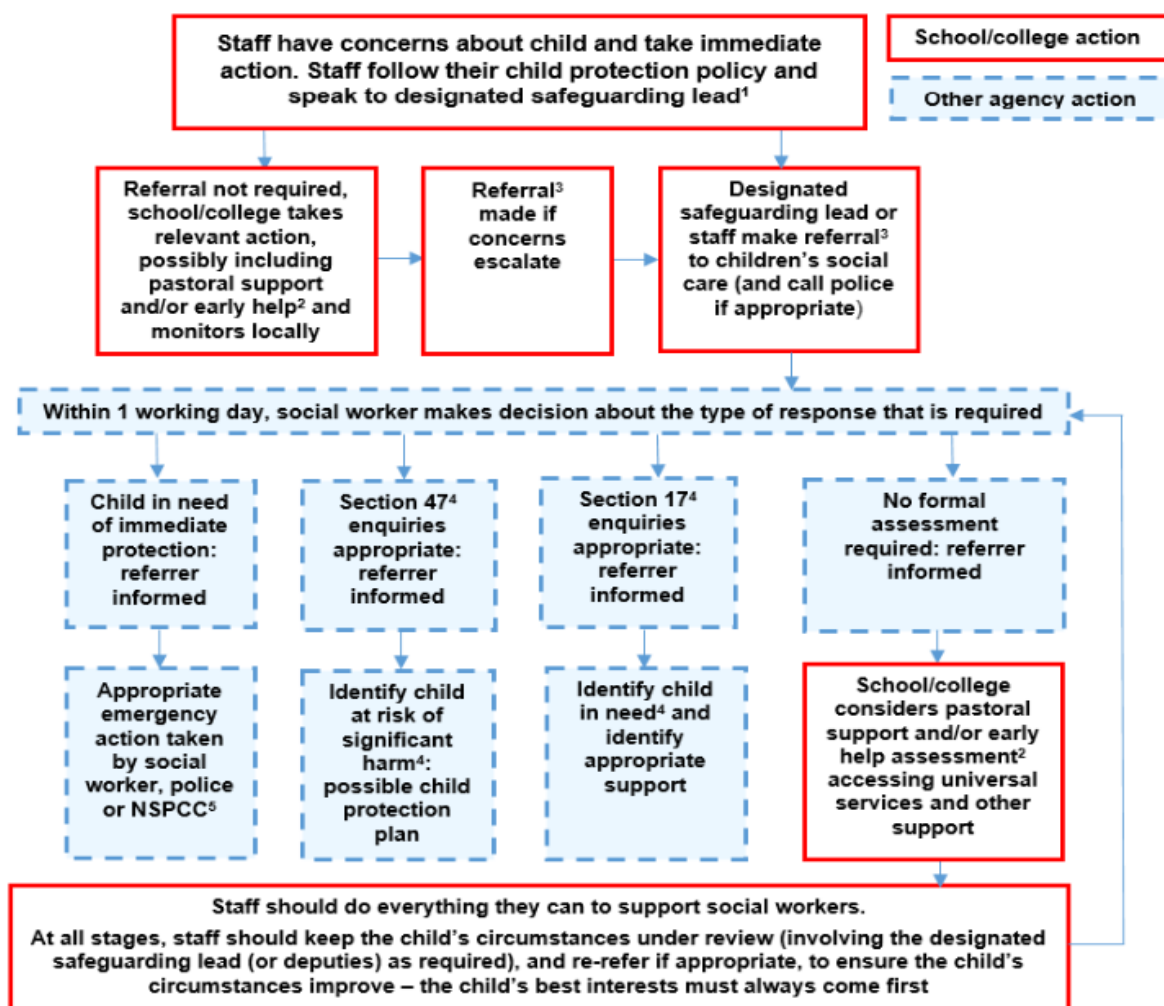 Staff have concerns about child and take immediate
action. Staff follow their child protection policy and
speak to designated safeguarding lead¹
School/college action
Other agency action
Referral not required,
school/college takes
relevant action,
possibly including
pastoral support
and/or early help² and
monitors locally
Referral³
made if
concerns
escalate
Designated
safeguarding lead or
staff make referral³
to children’s social
care (and call police
if appropriate)
Within 1 working day, social worker makes decision about the type of response that is required
Child in need
of immediate
protection:
referrer
informed
Section 47⁴
enquiries
appropriate:
referrer
informed
Section 17⁴
enquiries
appropriate:
referrer
informed
No formal
assessment
required: referrer
informed
Appropriate
emergency
action taken
by social
worker, police
or NSPCC⁵
Identify child
at risk of
significant
harm⁴:
possible child
protection
plan
Identify child
in need⁴ and
identify
appropriate
support
School/college
considers pastoral
support and/or early
help assessment²
accessing universal
services and other
support
Staff should do everything they can to support social workers.
At all stages, staff should keep the child’s circumstances under review (involving the designated
safeguarding lead (or deputies) as required), and re-refer if appropriate, to ensure the child’s
circumstances improve – the child’s best interests must always come first